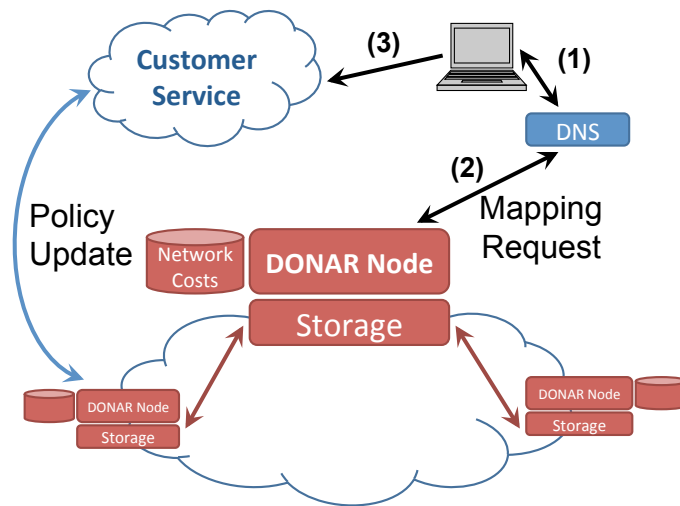 (3)
Customer
Service
(1)
DNS
(2)
Policy
Update
Mapping
Request
Network
Costs
DONAR Node
Storage
DONAR Node
Storage
DONAR Node
Storage